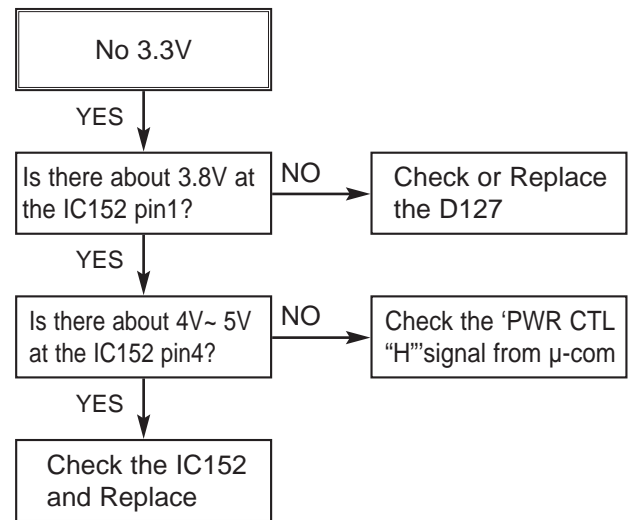 No 3.3V
YES
Is there about 3.8V at
the IC152 pin1?
NO
Check or Replace
the D127
YES
Is there about 4V~ 5V
at the IC152 pin4?
NO
Check the ‘PWR CTL
“H”’signal from μ-com
YES
Check the IC152
and Replace